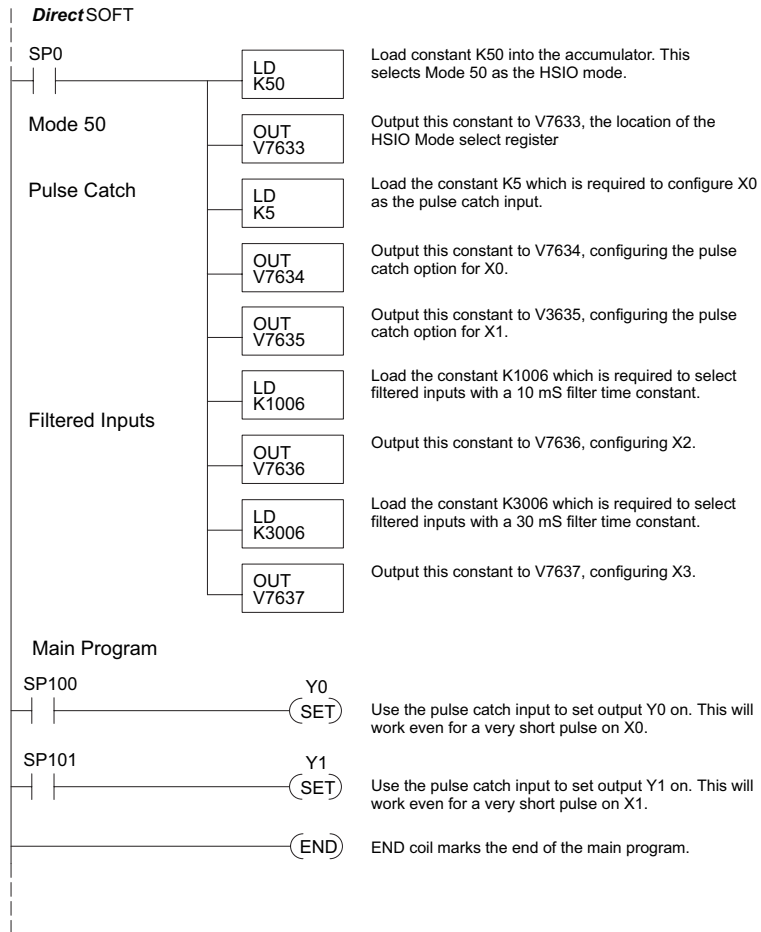 DirectSOFT
SP0
LD
K50
Load constant K50 into the accumulator. This
selects Mode 50 as the HSIO mode.
Mode 50
OUT
V7633
Output this constant to V7633, the location of the
HSIO Mode select register
Pulse Catch
LD
K5
Load the constant K5 which is required to configure X0
as the pulse catch input.
OUT
V7634
Output this constant to V7634, configuring the pulse
catch option for X0.
OUT
V7635
Output this constant to V3635, configuring the pulse
catch option for X1.
LD
K1006
Load the constant K1006 which is required to select
filtered inputs with a 10 mS filter time constant.
Filtered Inputs
OUT
V7636
Output this constant to V7636, configuring X2.
LD
K3006
Load the constant K3006 which is required to select
filtered inputs with a 30 mS filter time constant.
OUT
V7637
Output this constant to V7637, configuring X3.
Main Program
SP100
Y0
SET
Use the pulse catch input to set output Y0 on. This will
work even for a very short pulse on X0.
SP101
Y1
SET
Use the pulse catch input to set output Y1 on. This will
work even for a very short pulse on X1.
END
END coil marks the end of the main program.